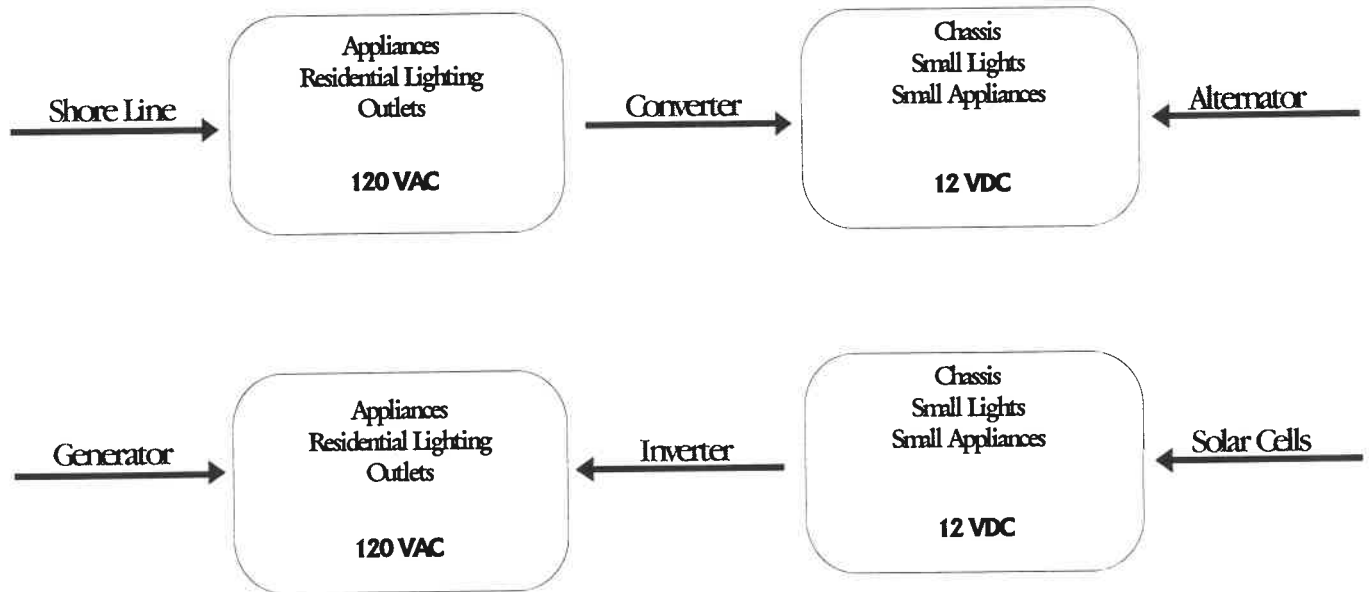 Shore Line
Appliances
Residential Lighting
Outlets
120 VAC
Converter
Chassis
Small Lights
Small Appliances
12 VDC
Alternator
Generator
Appliances
Residential Lighting
Outlets
120 VAC
Inverter
Chassis
Small Lights
Small Appliances
12 VDC
Solar Cells